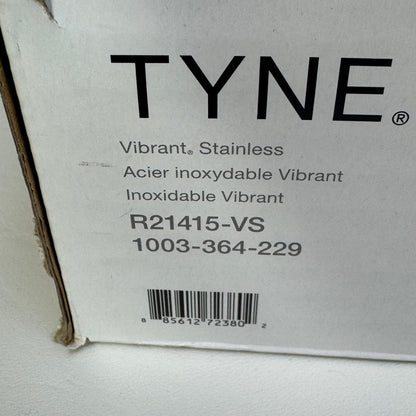 TYNE®
Vibrant® Stainless
Acier inoxydable Vibrant
Inoxidable Vibrant
R21415-VS
1003-364-229
8 85612 72380 2